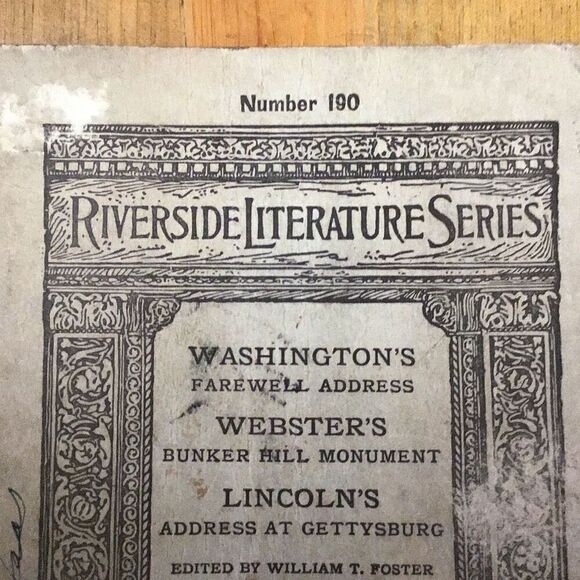 Number 190
RIVERSIDE LITERATURE SERIES
WASHINGTON'S
FAREWELL ADDRESS
WEBSTER'S
BUNKER HILL MONUMENT
LINCOLN'S
ADDRESS AT GETTYSBURG
EDITED BY WILLIAM T. FOSTER